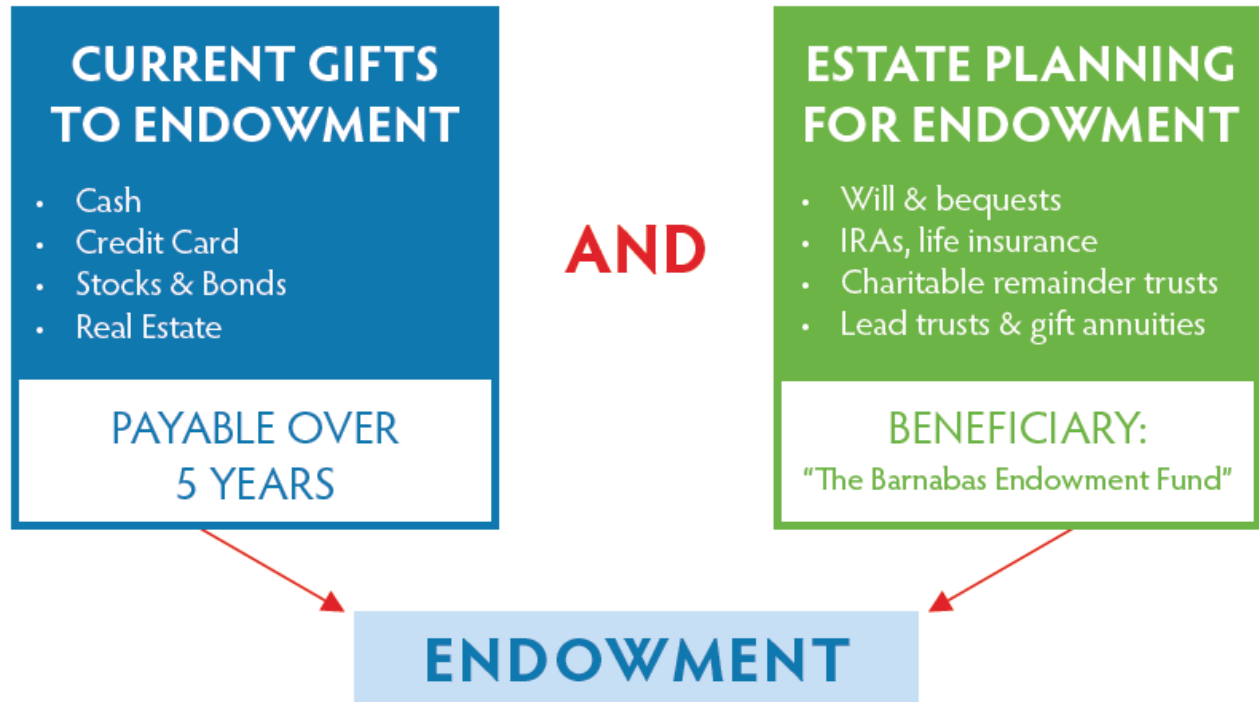 CURRENT GIFTS
TO ENDOWMENT
• Cash
• Credit Card
• Stocks & Bonds
• Real Estate
PAYABLE OVER
5 YEARS
AND
ESTATE PLANNING
FOR ENDOWMENT
• Will & bequests
• IRAs, life insurance
• Charitable remainder trusts
• Lead trusts & gift annuities
BENEFICIARY:
“The Barnabas Endowment Fund”
ENDOWMENT